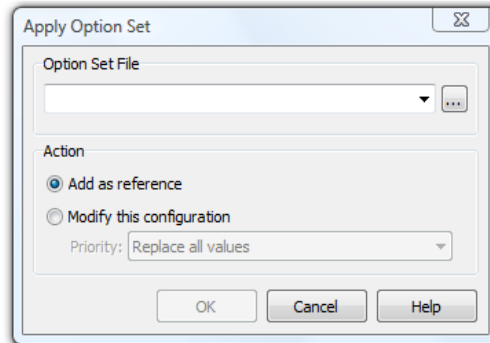 Apply Option Set
Option Set File
...
Action
Add as reference
Modify this configuration
Priority: Replace all values
OK Cancel Help